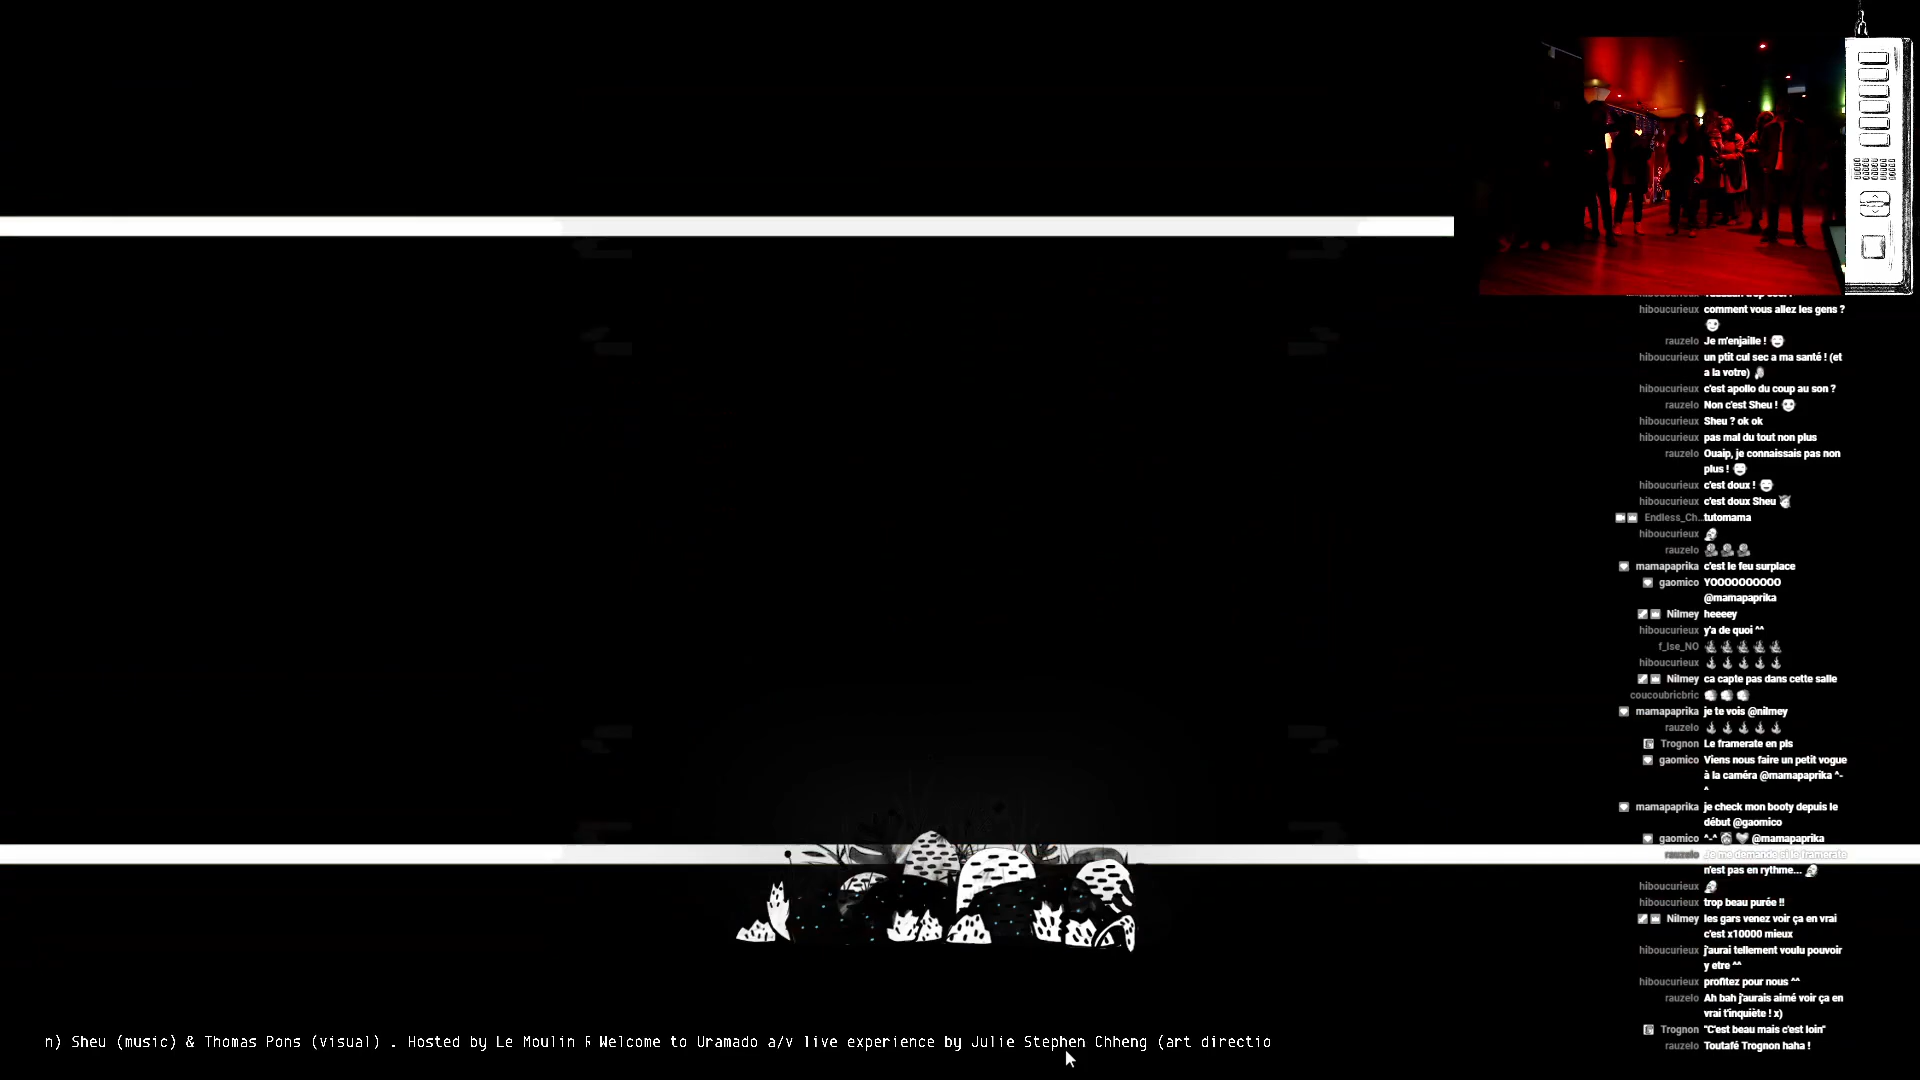 hiboucurieux comment vous allez les gens ?
rauzelo Je m'enjaille !
hiboucurieux un ptit cul sec a ma santé ! (et
a la votre)
hiboucurieux c'est apollo du coup au son ?
rauzelo Non c'est Sheu !
hiboucurieux Sheu ? ok ok
hiboucurieux pas mal du tout non plus
rauzelo Ouaip, je connaissais pas non
plus !
hiboucurieux c'est doux !
hiboucurieux c'est doux Sheu
Endless_Ch... tutomama
hiboucurieux
rauzelo
mamapaprika c'est le feu surplace
gaomico YOOOOOOOOOO
@mamapaprika
Nilmey heeeey
hiboucurieux y'a de quoi ^^
f_lse_NO
hiboucurieux
Nilmey ca capte pas dans cette salle
coucoubricbric
mamapaprika je te vois @nilmey
rauzelo
Trognon Le framerate en pls
gaomico Viens nous faire un petit vogue
à la caméra @mamapaprika ^-
^
mamapaprika je check mon booty depuis le
début @gaomico
gaomico ^-^ @mamapaprika
rauzelo Je me demande si le framerate
n'est pas en rythme...
hiboucurieux
hiboucurieux trop beau purée !!
Nilmey les gars venez voir ça en vrai
c'est x10000 mieux
hiboucurieux j'aurai tellement voulu pouvoir
y etre ^^
hiboucurieux profitez pour nous ^^
rauzelo Ah bah j'aurais aimé voir ça en
vrai t'inquiète ! x)
Trognon "C'est beau mais c'est loin"
rauzelo Toutafé Trognon haha !
n) Sheu (music) & Thomas Pons (visual) . Hosted by Le Moulin R Welcome to Uramado a/v live experience by Julie Stephen Chheng (art directio